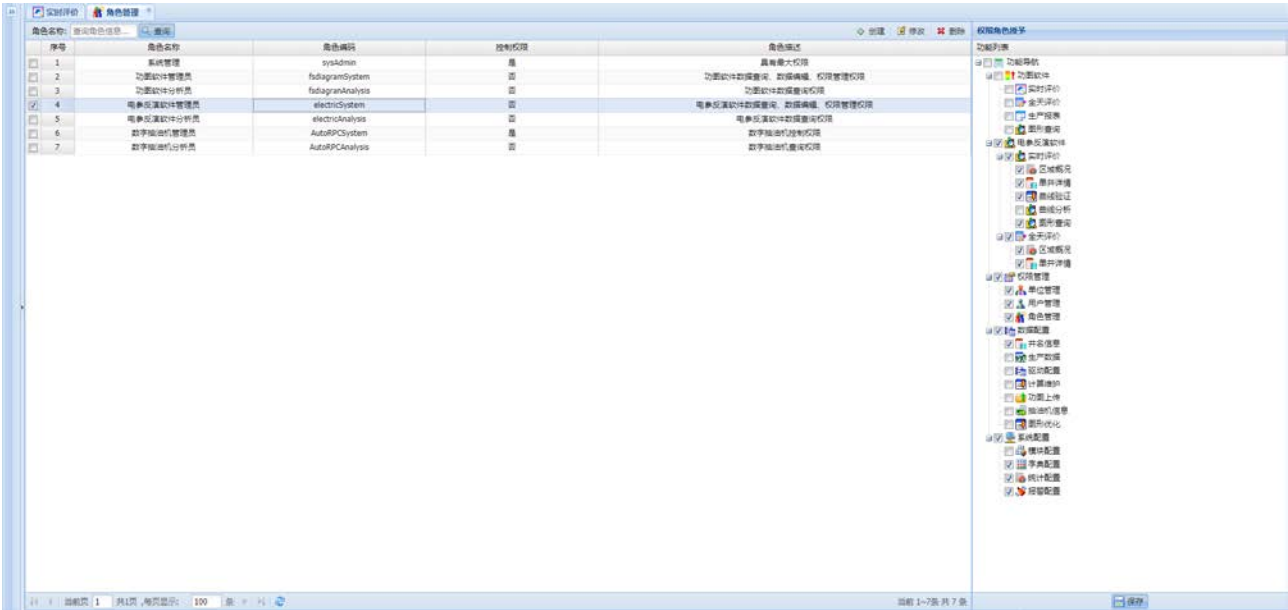 实时评价 角色管理
角色名称: 查询角色信息... 查询 创建 修改 删除
序号 角色名称 角色编码 控制权限 角色描述
1 系统管理 sysAdmin 是 具有最大权限
2 功图软件管理员 fsdiagramSystem 否 功图软件数据查询、数据编辑、权限管理权限
3 功图软件分析员 fsdiagranAnalysis 否 功图软件数据查询权限
4 电参反演软件管理员 electricSystem 否 电参反演软件数据查询、数据编辑、权限管理权限
5 电参反演软件分析员 electricAnalysis 否 电参反演软件数据查询权限
6 数字抽油机管理员 AutoRPCSystem 是 数字抽油机控制权限
7 数字抽油机分析员 AutoRPCAnalysis 否 数字抽油机查询权限
当前页 1 共1页 ,每页显示: 100 条
当前 1~7条 共 7 条
权限角色授予
功能列表
功能导航
功图软件
实时评价
全天评价
生产报表
图形查询
电参反演软件
实时评价
区域概况
单井详情
曲线验证
曲线分析
图形查询
全天评价
区域概况
单井详情
权限管理
单位管理
用户管理
角色管理
数据配置
井名信息
生产数据
驱动配置
计算维护
功图上传
抽油机信息
图形优化
系统配置
模块配置
字典配置
统计配置
报警配置
保存